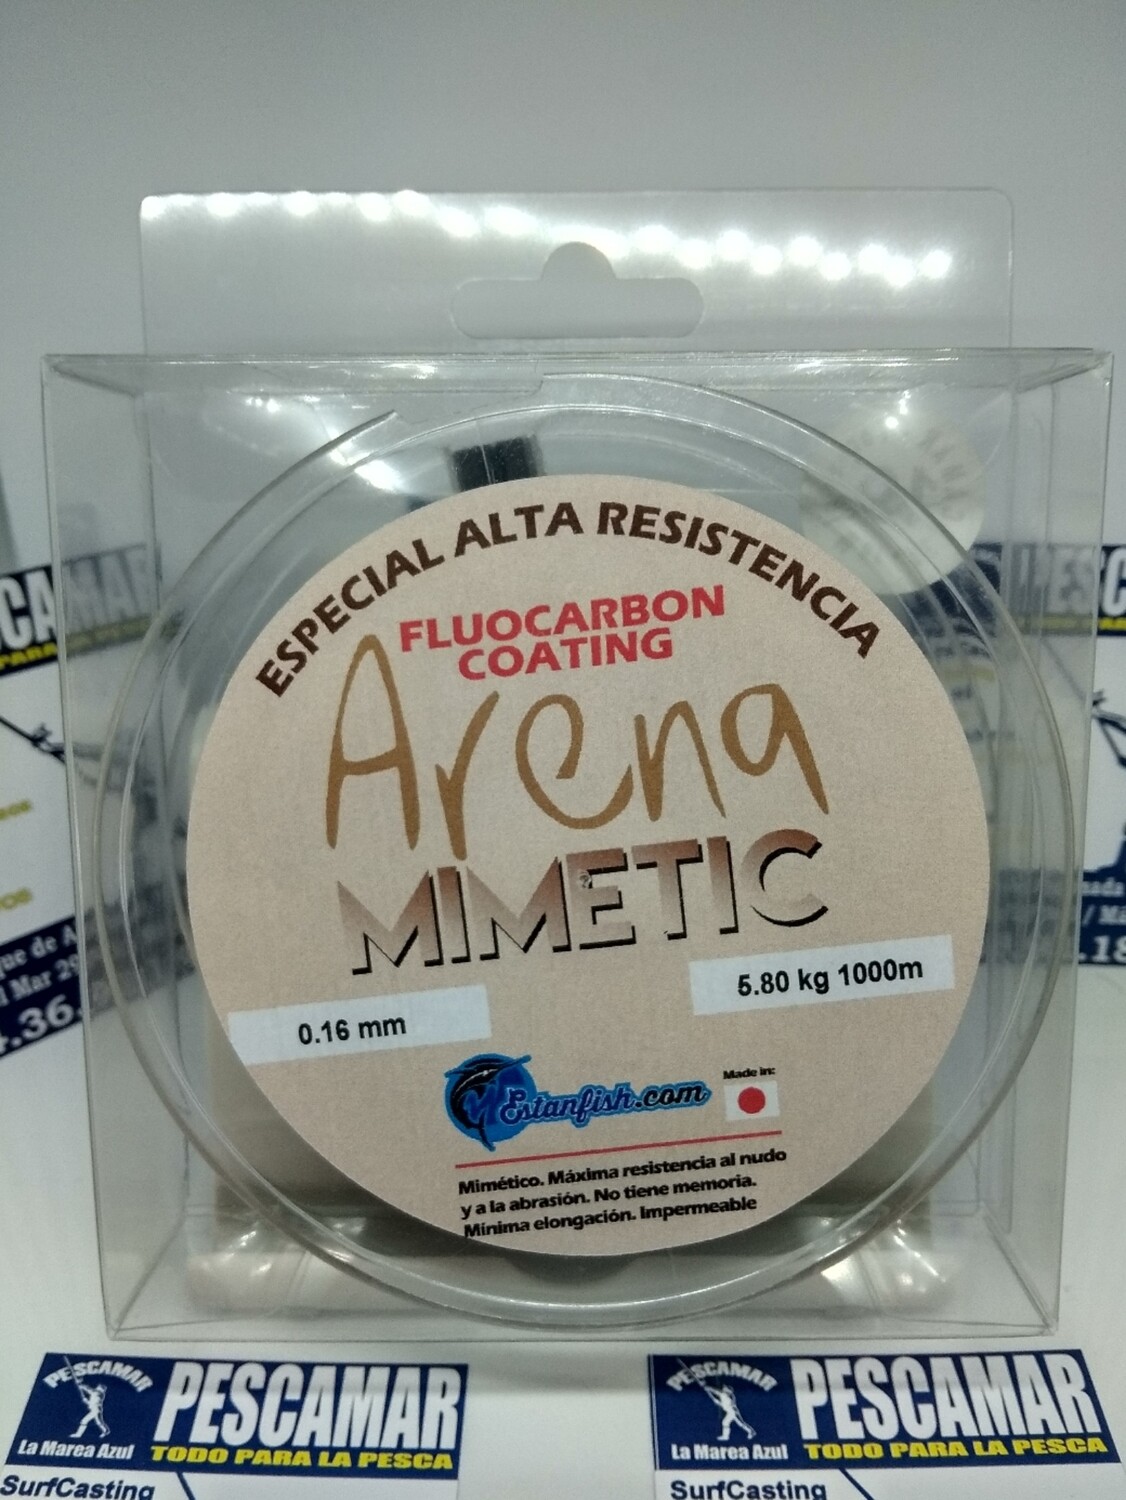 ESPECIAL ALTA RESISTENCIA
FLUOCARBON
COATING
Arena
MIMETIC
0.16 mm
5.80 kg 1000m
Estanfish.com
Made in:
Mimético. Máxima resistencia al nudo
y a la abrasión. No tiene memoria.
Mínima elongación. Impermeable
PESCAMAR
La Marea Azul
PESCAMAR
TODO PARA LA PESCA
SurfCasting
PESCAMAR
La Marea Azul
PESCAMAR
TODO PARA LA PESCA
SurfCasting